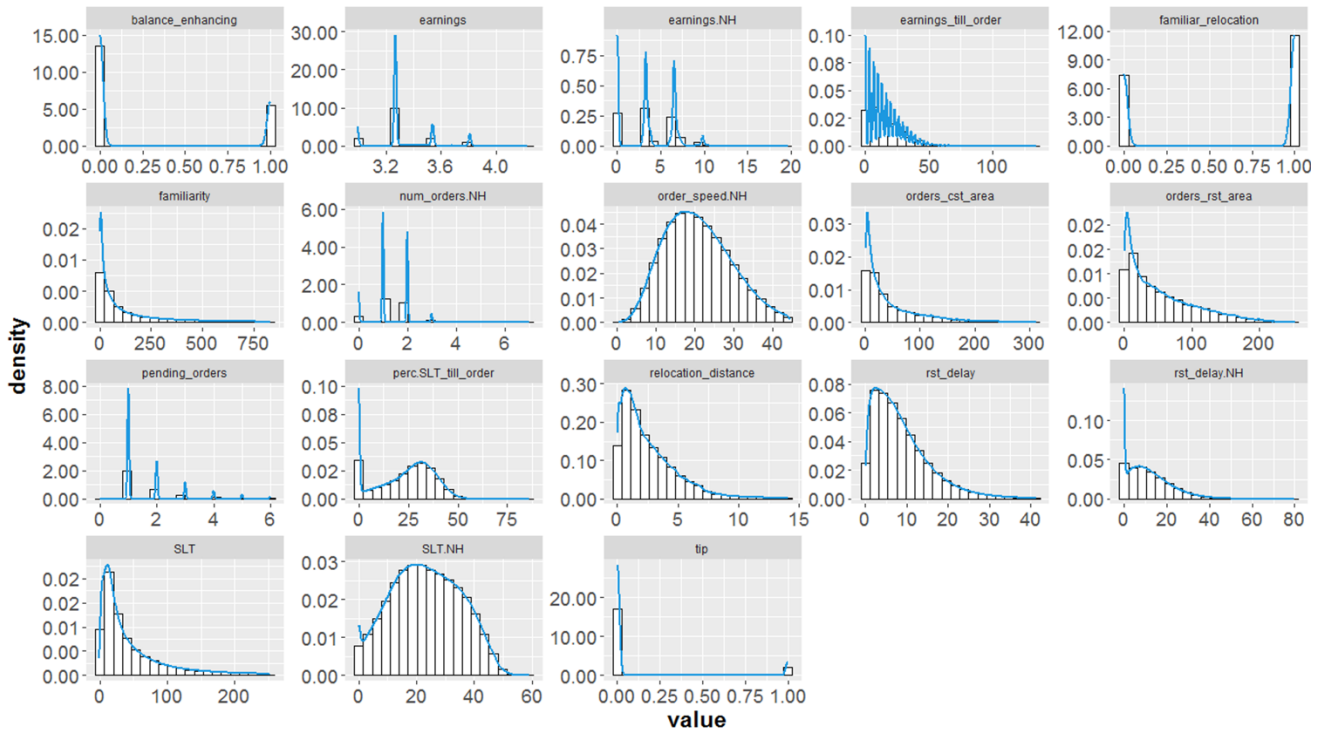 balance_enhancing earnings earnings.NH earnings_till_order familiar_relocation
15.00 10.00 5.00 0.00
30.00 20.00 10.00 0.00
0.75 0.50 0.25 0.00
0.10 0.08 0.05 0.02 0.00
12.00 9.00 6.00 3.00 0.00
0.00 0.25 0.50 0.75 1.00
3.2 3.6 4.0
0 5 10 15 20
0 50 100
0.00 0.25 0.50 0.75 1.00
familiarity num_orders.NH order_speed.NH orders_cst_area orders_rst_area
0.02 0.01 0.00 0.00
6.00 4.00 2.00 0.00
0.04 0.03 0.02 0.01 0.00
0.03 0.02 0.01 0.00
0.02 0.02 0.01 0.00 0.00
0 250 500 750
0 2 4 6
0 10 20 30 40
0 100 200 300
0 100 200
density
pending_orders perc.SLT_till_order relocation_distance rst_delay rst_delay.NH
8.00 6.00 4.00 2.00 0.00
0.10 0.08 0.05 0.02 0.00
0.30 0.20 0.10 0.00
0.08 0.06 0.04 0.02 0.00
0.10 0.05 0.00
0 2 4 6
0 25 50 75
0 5 10 15
0 10 20 30 40
0 20 40 60 80
SLT SLT.NH tip
0.02 0.02 0.01 0.00 0.00
0.03 0.02 0.01 0.00
20.00 10.00 0.00
0 100 200
0 20 40 60
0.00 0.25 0.50 0.75 1.00
value